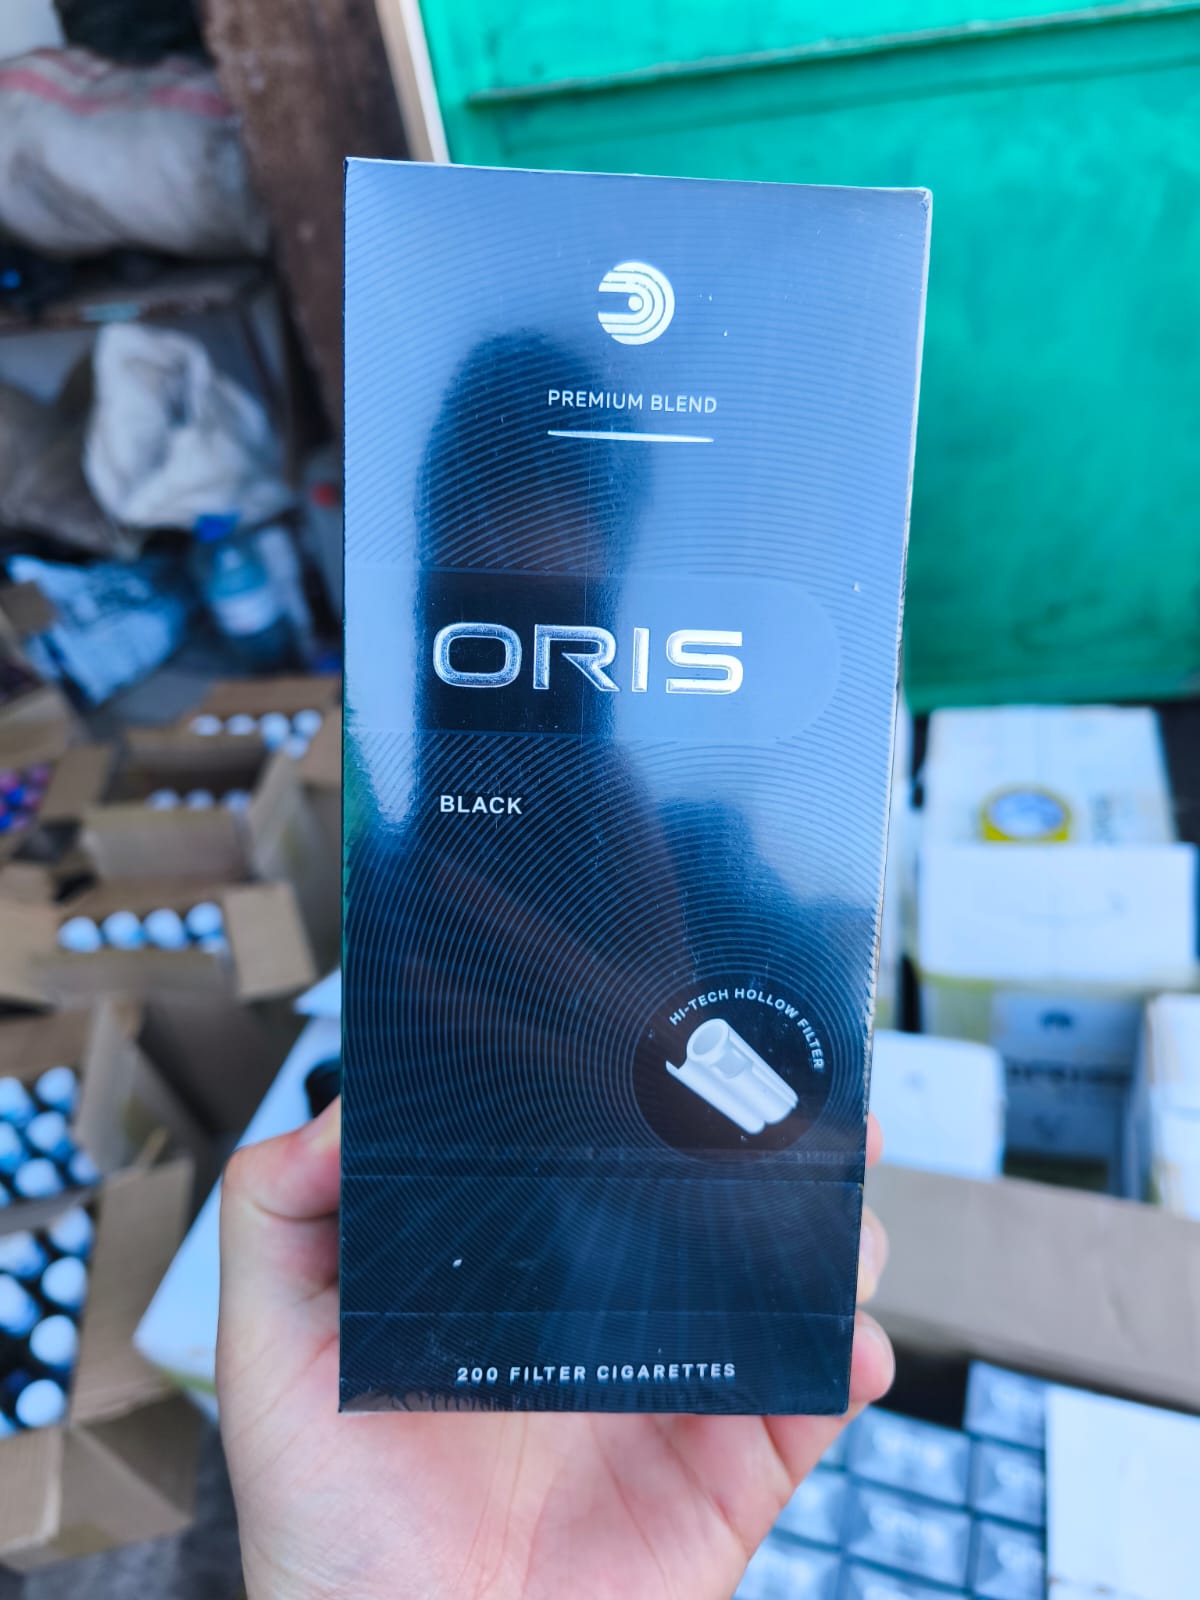 PREMIUM BLEND
ORIS
BLACK
HI-TECH HOLLOW FILTER
200 FILTER CIGARETTES